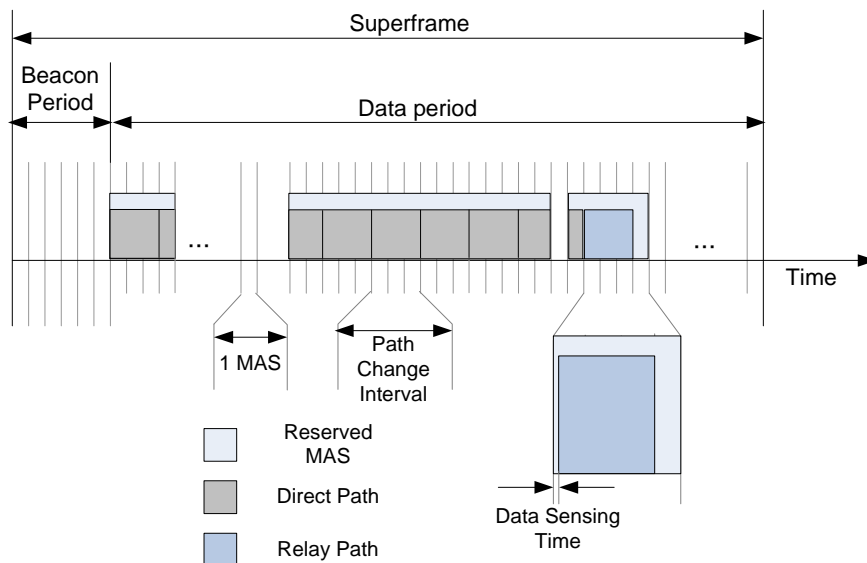 Superframe
Beacon
Period
Data period
...
...
Time
1 MAS
Path
Change
Interval
Reserved
MAS
Direct Path
Relay Path
Data Sensing
Time